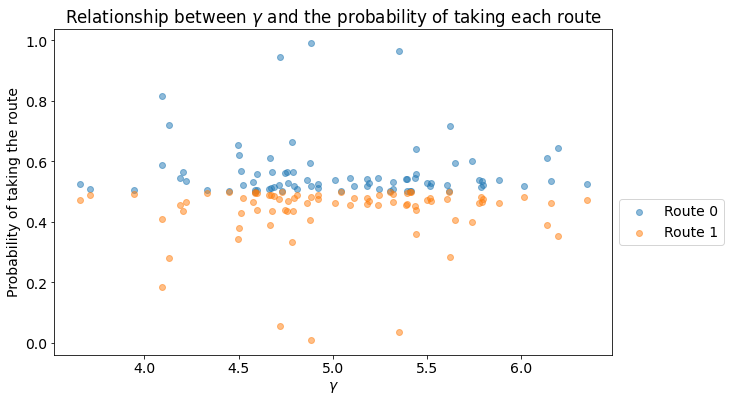 Relationship between γ and the probability of taking each route
Probability of taking the route
1.0
0.8
0.6
0.4
0.2
0.0
4.0 4.5 5.0 5.5 6.0
γ
Route 0
Route 1